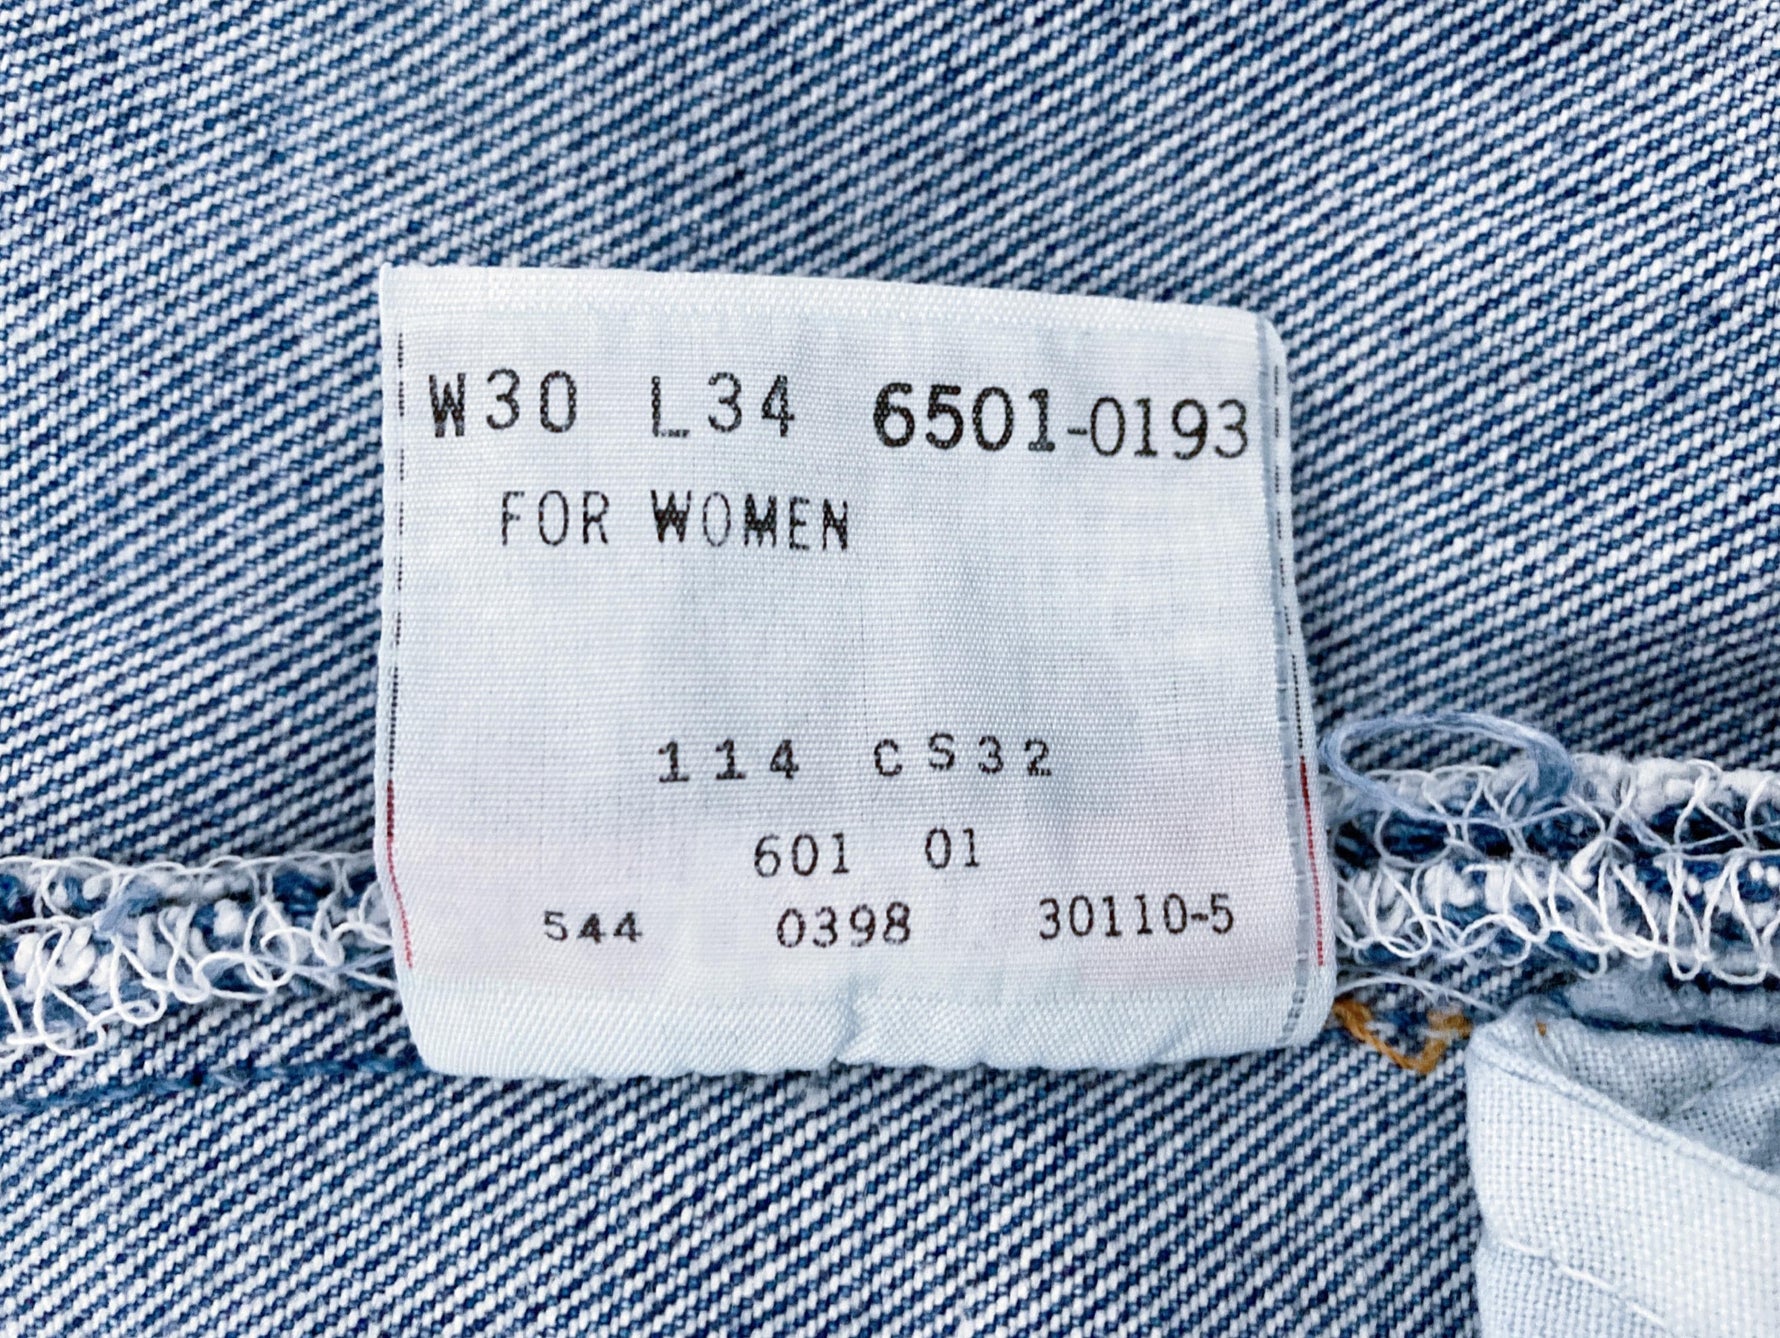 W30 L34 6501-0193
FOR WOMEN
114 CS32
601 01
544 0398 30110-5